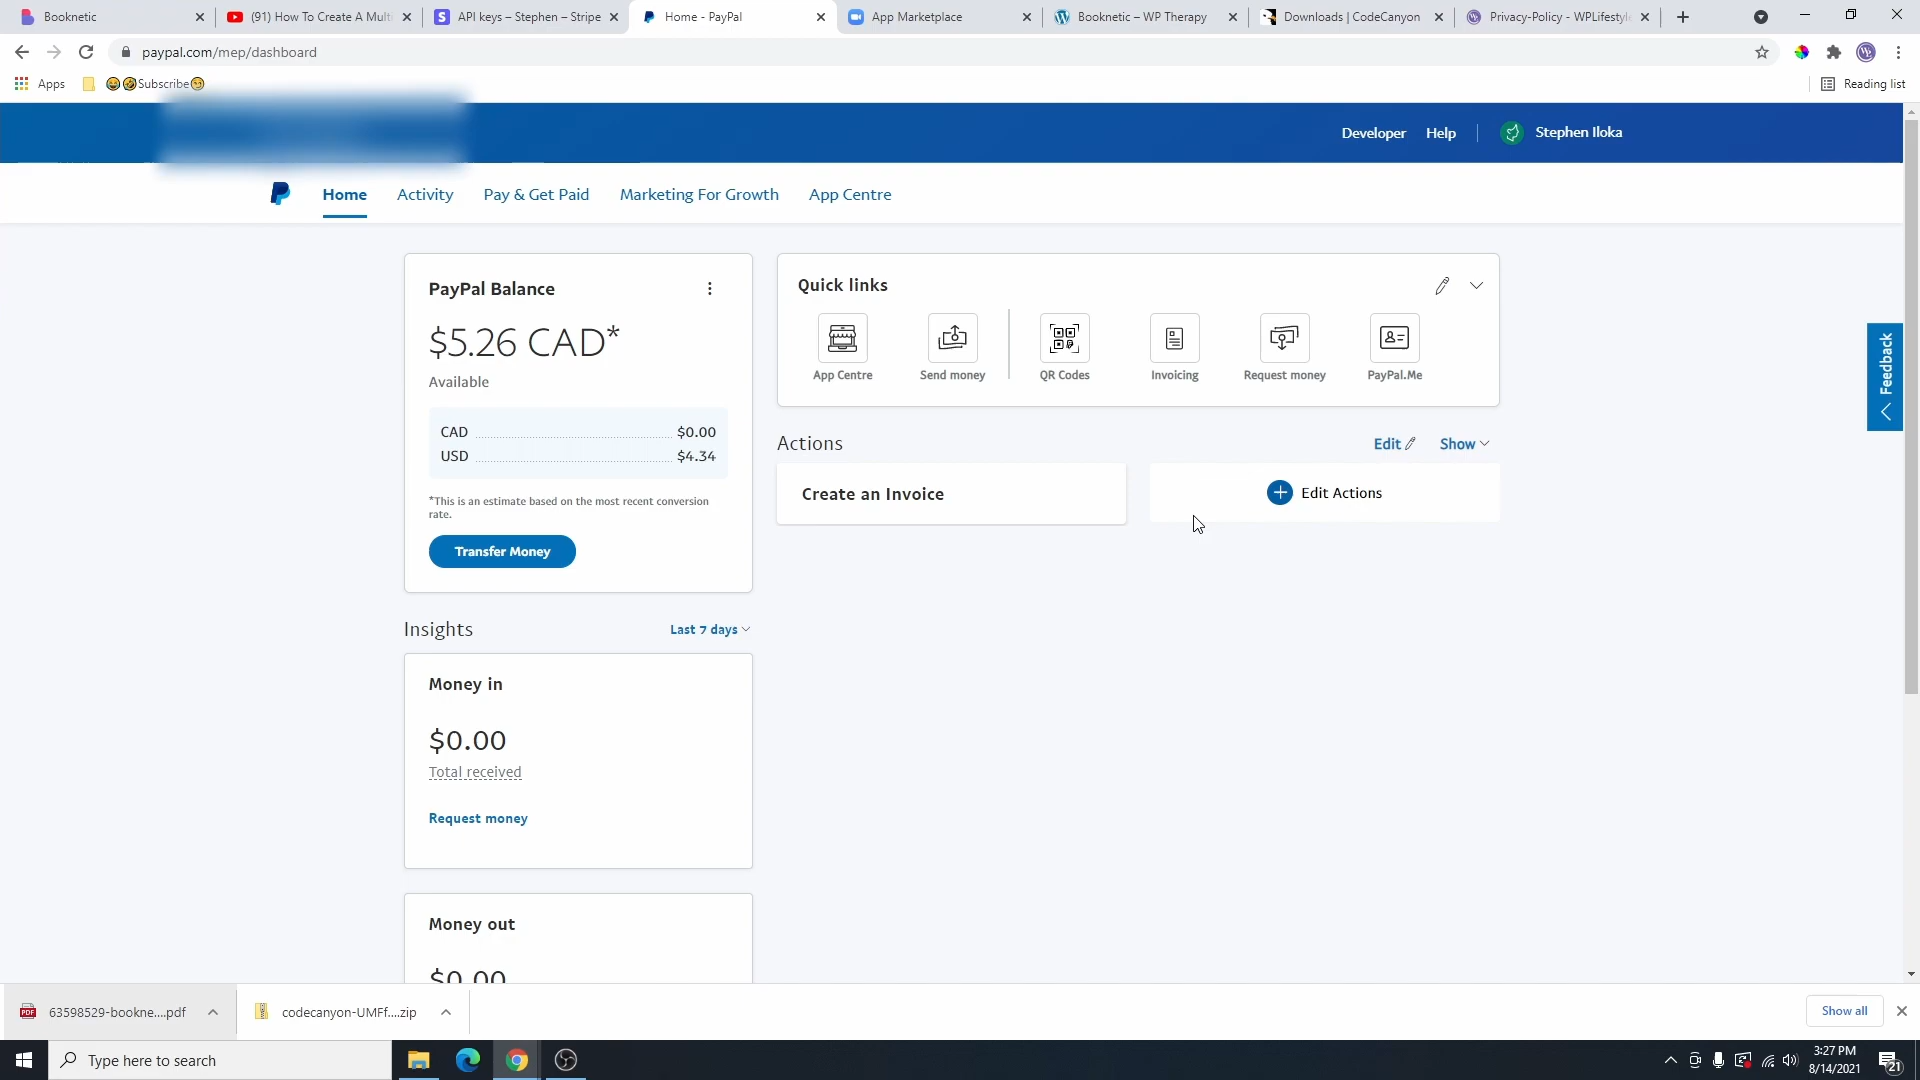 Booknetic
(91) How To Create A Mult
API keys – Stephen – Stripe
Home - PayPal
App Marketplace
Booknetic – WP Therapy
Downloads | CodeCanyon
Privacy-Policy - WPLifestyl
paypal.com/mep/dashboard
Apps
😂🤣Subscribe😏
Reading list
Developer
Help
Stephen Iloka
Home
Activity
Pay & Get Paid
Marketing For Growth
App Centre
PayPal Balance
$5.26 CAD*
Available
CAD $0.00
USD $4.34
*This is an estimate based on the most recent conversion
rate.
Transfer Money
Quick links
App Centre
Send money
QR Codes
Invoicing
Request money
PayPal.Me
Feedback
Actions
Edit
Show
Create an Invoice
Edit Actions
Insights
Last 7 days
Money in
$0.00
Total received
Request money
Money out
$0.00
63598529-bookne....pdf
codecanyon-UMFf....zip
Show all
Type here to search
3:27 PM
8/14/2021
21